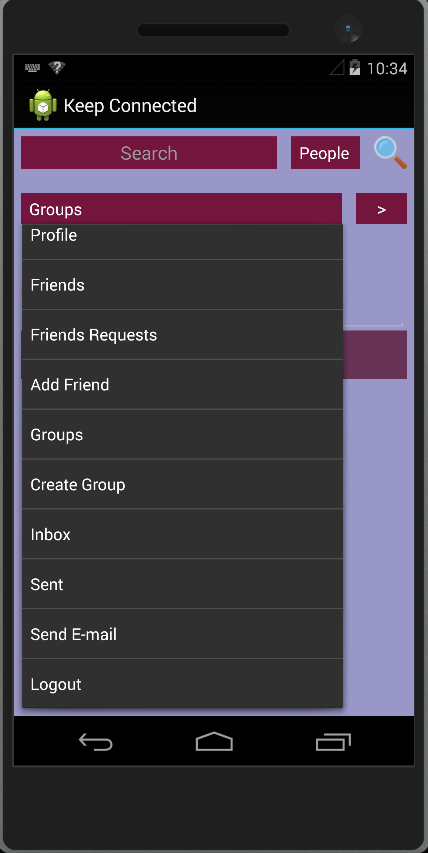 10:34
Keep Connected
Search
People
Groups
>
Profile
Friends
Friends Requests
Add Friend
Groups
Create Group
Inbox
Sent
Send E-mail
Logout